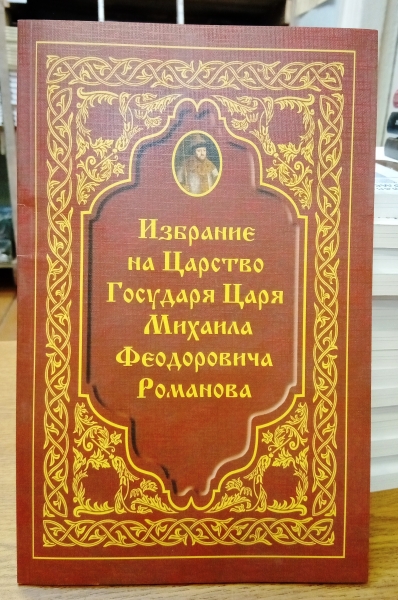 Избрание
на Царство
Государя Царя
Михаила
Феодоровича
Романова